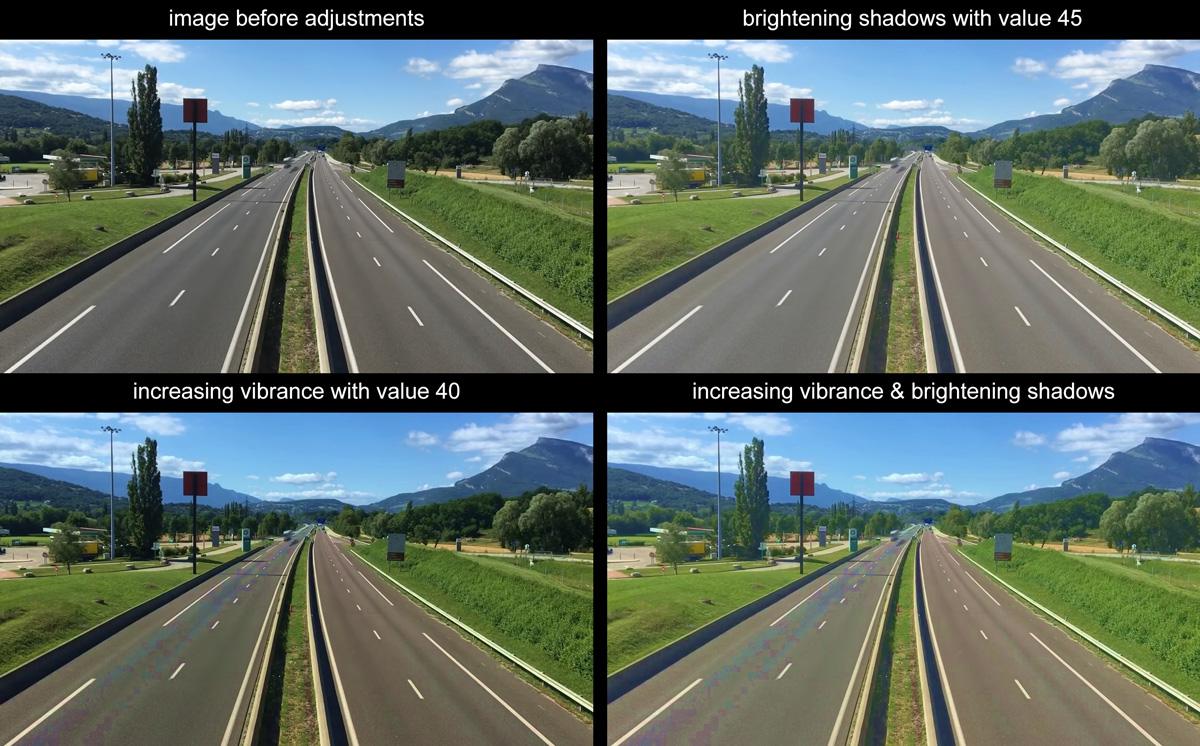 image before adjustments
brightening shadows with value 45
increasing vibrance with value 40
increasing vibrance & brightening shadows